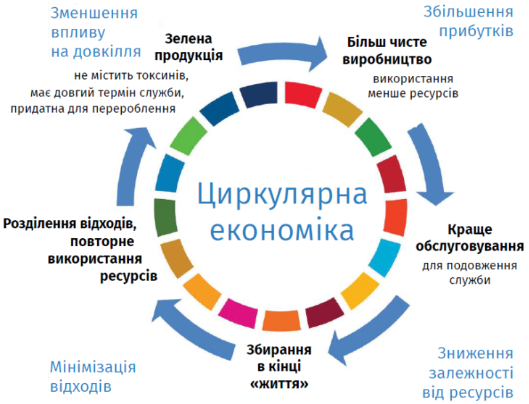 Зменшення
впливу
на довкілля
Збільшення
прибутків
Зелена
продукція
не містить токсинів,
має довгий термін служби,
придатна для перероблення
Більш чисте
виробництво
використання
менше ресурсів
Циркулярна
економіка
Розділення відходів,
повторне
використання
ресурсів
Краще
обслуговування
для подовження
служби
Збирання
в кінці
«життя»
Мінімізація
відходів
Зниження
залежності
від ресурсів